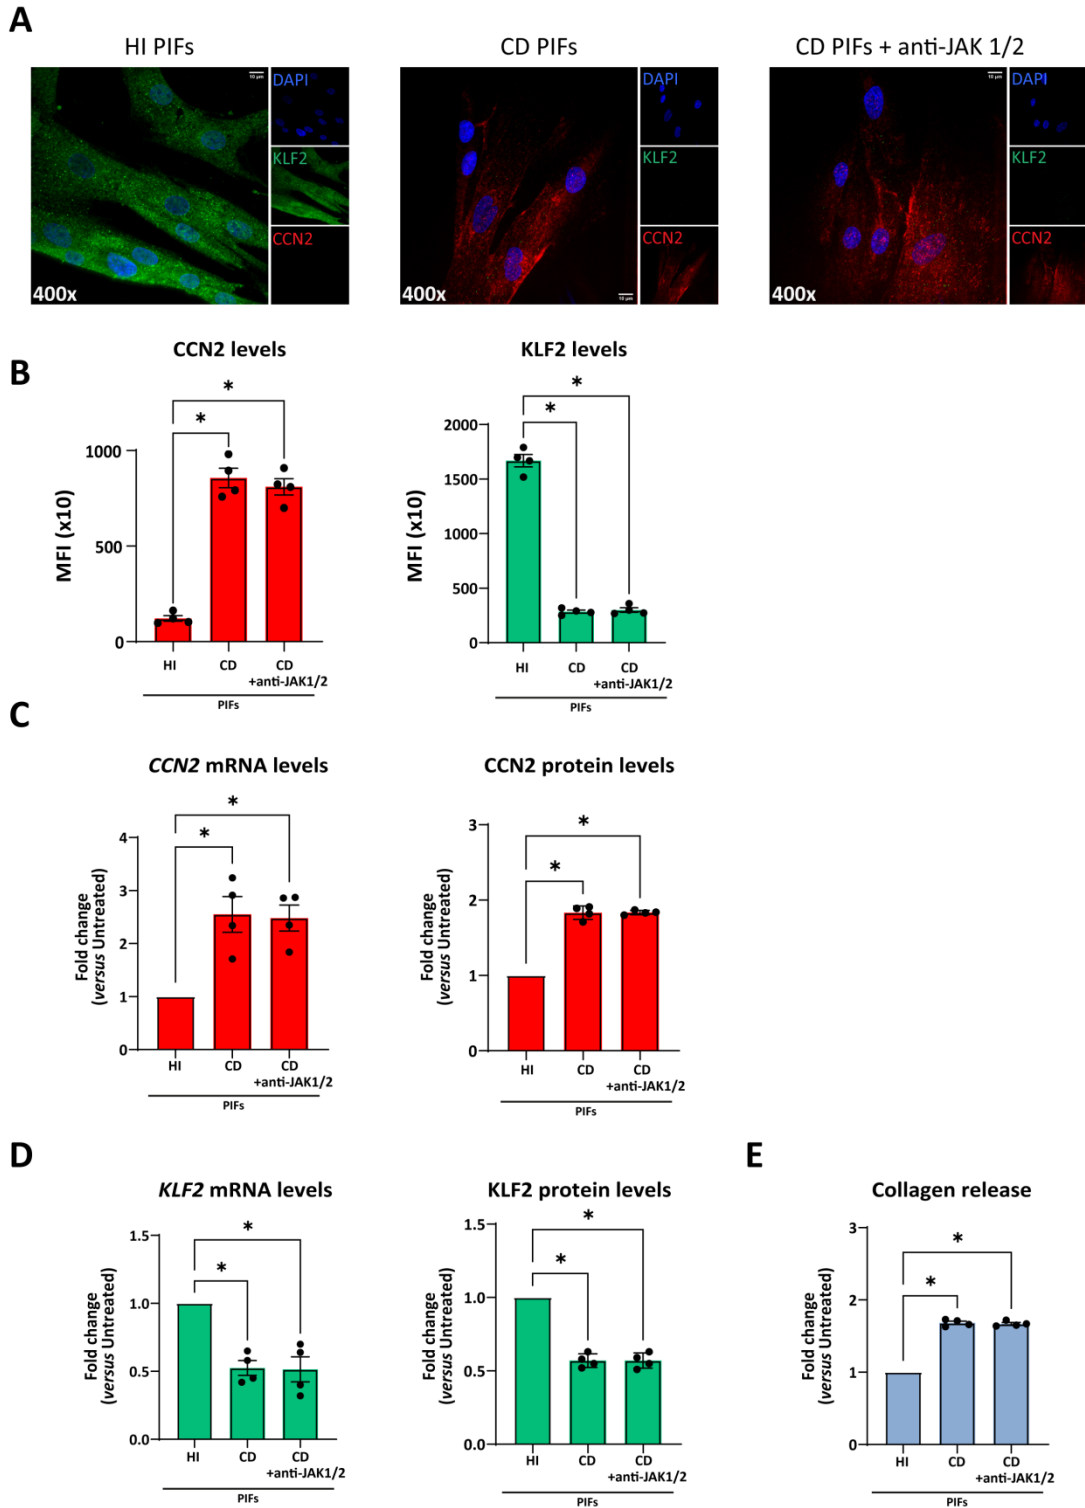 A
HI PIFs
CD PIFs
CD PIFs + anti-JAK 1/2
10 μm
DAPI
KLF2
CCN2
400x
10 μm
DAPI
KLF2
CCN2
400x
10 μm
DAPI
KLF2
CCN2
400x
B
CCN2 levels
MFI (x10)
1000
500
0
*
*
HI
CD
CD
+anti-JAK1/2
PIFs
KLF2 levels
MFI (x10)
2000
1500
1000
500
0
*
*
HI
CD
CD
+anti-JAK1/2
PIFs
C
CCN2 mRNA levels
Fold change
(versus Untreated)
4
3
2
1
0
*
*
HI
CD
CD
+anti-JAK1/2
PIFs
CCN2 protein levels
Fold change
(versus Untreated)
3
2
1
0
*
*
HI
CD
CD
+anti-JAK1/2
PIFs
D
KLF2 mRNA levels
Fold change
(versus Untreated)
1.5
1.0
0.5
0.0
*
*
HI
CD
CD
+anti-JAK1/2
PIFs
KLF2 protein levels
Fold change
(versus Untreated)
1.5
1.0
0.5
0.0
*
*
HI
CD
CD
+anti-JAK1/2
PIFs
E
Collagen release
Fold change
(versus Untreated)
3
2
1
0
*
*
HI
CD
CD
+anti-JAK1/2
PIFs